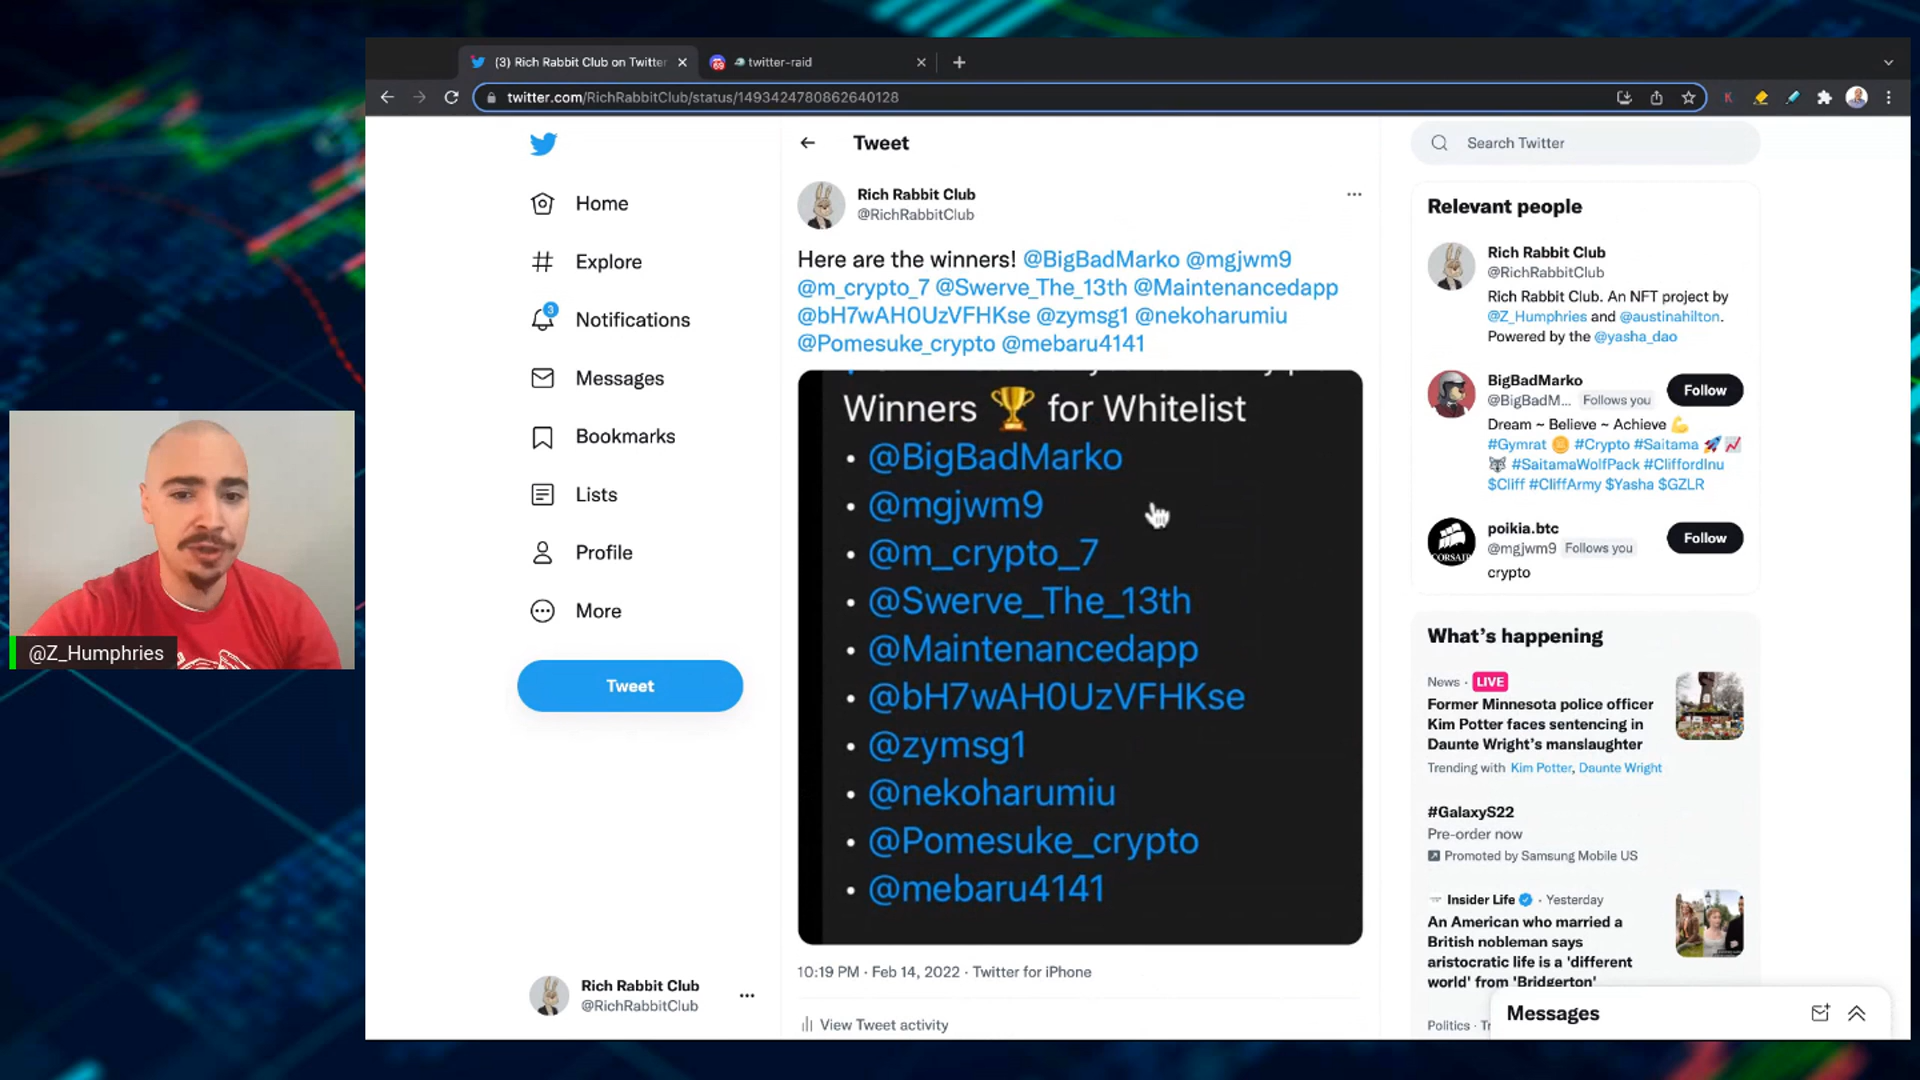 (3) Rich Rabbit Club on Twitter
twitter-raid
twitter.com/RichRabbitClub/status/1493424780862640128
Home
Explore
3
Notifications
Messages
Bookmarks
Lists
Profile
More
Tweet
Rich Rabbit Club
@RichRabbitClub
Tweet
Rich Rabbit Club
@RichRabbitClub
Here are the winners! @BigBadMarko @mgjwm9
@m_crypto_7 @Swerve_The_13th @Maintenancedapp
@bH7wAH0UzVFHKse @zymsg1 @nekoharumiu
@Pomesuke_crypto @mebaru4141
Winners 🏆 for Whitelist
• @BigBadMarko
• @mgjwm9
• @m_crypto_7
• @Swerve_The_13th
• @Maintenancedapp
• @bH7wAH0UzVFHKse
• @zymsg1
• @nekoharumiu
• @Pomesuke_crypto
• @mebaru4141
10:19 PM · Feb 14, 2022 · Twitter for iPhone
View Tweet activity
Search Twitter
Relevant people
Rich Rabbit Club
@RichRabbitClub
Rich Rabbit Club. An NFT project by
@Z_Humphries and @austinahilton.
Powered by the @yasha_dao
BigBadMarko
@BigBadM... Follows you
Follow
Dream ~ Believe ~ Achieve 💪
#Gymrat 🪙 #Crypto #Saitama 🚀📈
🐺 #SaitamaWolfPack #CliffordInu
$Cliff #CliffArmy $Yasha $GZLR
CORSAIR
poikia.btc
@mgjwm9 Follows you
Follow
crypto
What's happening
News · LIVE
Former Minnesota police officer
Kim Potter faces sentencing in
Daunte Wright's manslaughter
Trending with Kim Potter, Daunte Wright
#GalaxyS22
Pre-order now
Promoted by Samsung Mobile US
Insider Life · Yesterday
An American who married a
British nobleman says
aristocratic life is a 'different
world' from 'Bridgerton'
Politics ·
Messages
@Z_Humphries